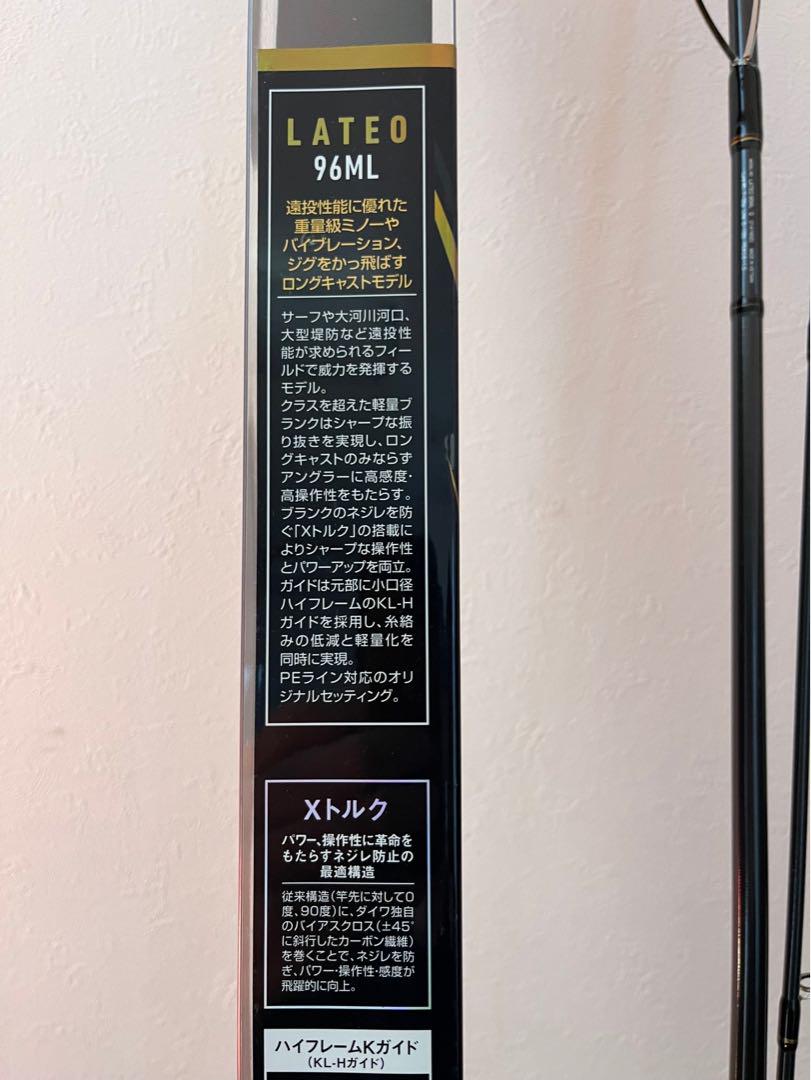 LATEO
96ML
遠投性能に優れた
重量級ミノーや
バイブレーション、
ジグをかっ飛ばす
ロングキャストモデル
サーフや大河川河口、
大型堤防など遠投性
能が求められるフィー
ルドで威力を発揮する
モデル。
クラスを超えた軽量ブ
ランクはシャープな振
り抜きを実現し、ロン
グキャストのみならず
アングラーに高感度・
高操作性をもたらす。
ブランクのネジレを防
ぐ「Xトルク」の搭載に
よりシャープな操作性
とパワーアップを両立。
ガイドは元部に小口径
ハイフレームのKL-H
ガイドを採用し、糸絡
みの低減と軽量化を
同時に実現。
PEライン対応のオリ
ジナルセッティング。
Xトルク
パワー、操作性に革命を
もたらすネジレ防止の
最適構造
従来構造(竿先に対して0
度、90度)に、ダイワ独自
のバイアスクロス(±45°
に斜行したカーボン繊維)
を巻くことで、ネジレを防
ぎ、パワー・操作性・感度が
飛躍的に向上。
ハイフレームKガイド
(KL-Hガイド)